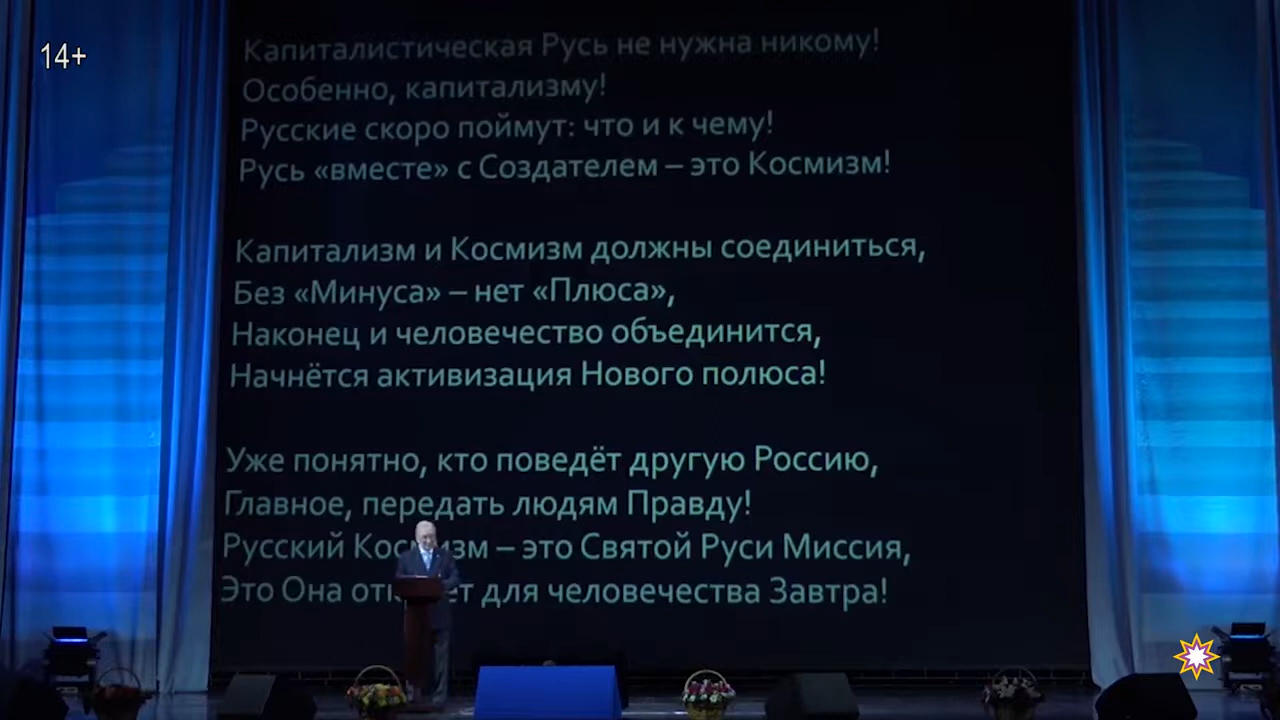 14+
Капиталистическая Русь не нужна никому!
Особенно, капитализму!
Русские скоро поймут: что и к чему!
Русь «вместе» с Создателем – это Космизм!
Капитализм и Космизм должны соединиться,
Без «Минуса» – нет «Плюса»,
Наконец и человечество объединится,
Начнётся активизация Нового полюса!
Уже понятно, кто поведёт другую Россию,
Главное, передать людям Правду!
Русский – это Святой Руси Миссия,
Это Она для человечества Завтра!